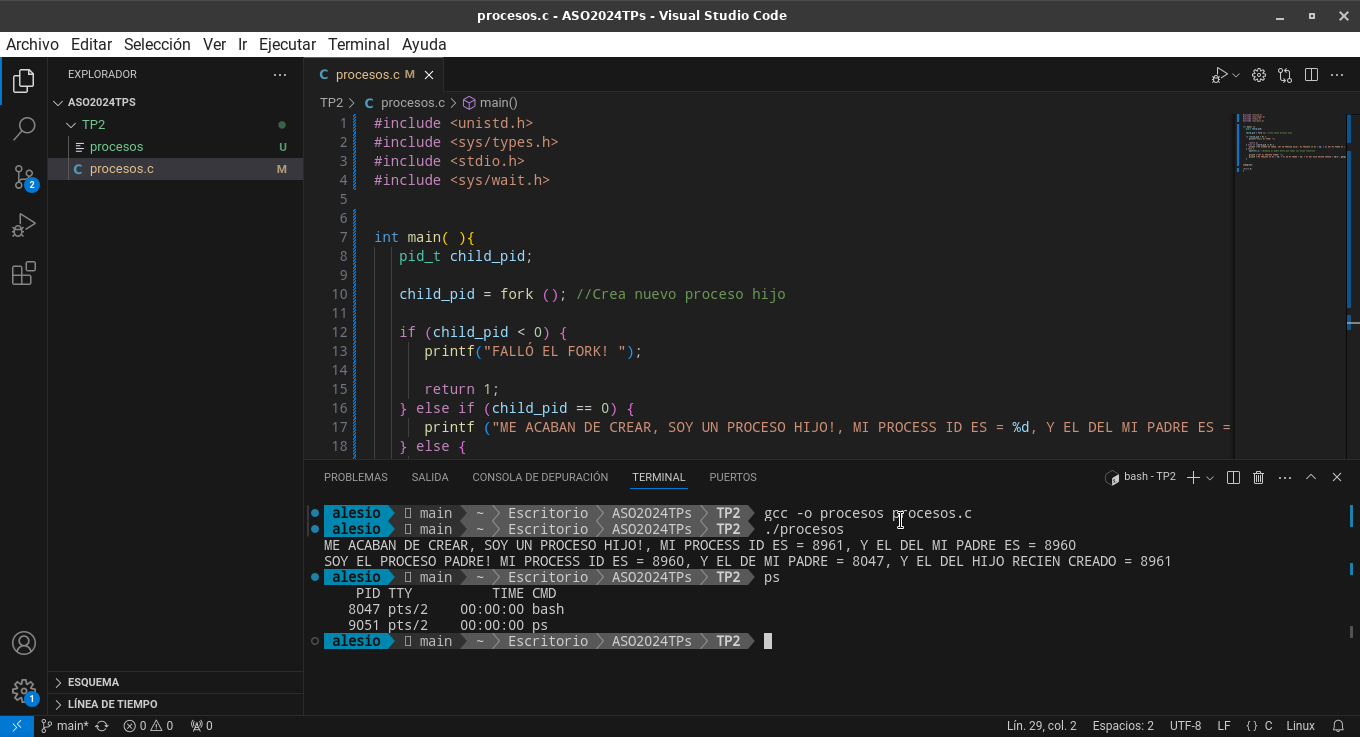 procesos.c - ASO2024TPs - Visual Studio Code
Archivo Editar Selección Ver Ir Ejecutar Terminal Ayuda
EXPLORADOR
ASO2024TPS
TP2
procesos U
procesos.c M
ESQUEMA
LÍNEA DE TIEMPO
2
1
C procesos.c M
TP2 > C procesos.c > main()
1 #include <unistd.h>
2 #include <sys/types.h>
3 #include <stdio.h>
4 #include <sys/wait.h>
5
6
7 int main( ){
8 pid_t child_pid;
9
10 child_pid = fork (); //Crea nuevo proceso hijo
11
12 if (child_pid < 0) {
13 printf("FALLÓ EL FORK! ");
14
15 return 1;
16 } else if (child_pid == 0) {
17 printf ("ME ACABAN DE CREAR, SOY UN PROCESO HIJO!, MI PROCESS ID ES = %d, Y EL DEL MI PADRE ES =
18 } else {
PROBLEMAS SALIDA CONSOLA DE DEPURACIÓN TERMINAL PUERTOS
bash - TP2
alesio main ~ Escritorio ASO2024TPs TP2 gcc -o procesos procesos.c
alesio main ~ Escritorio ASO2024TPs TP2 ./procesos
ME ACABAN DE CREAR, SOY UN PROCESO HIJO!, MI PROCESS ID ES = 8961, Y EL DEL MI PADRE ES = 8960
SOY EL PROCESO PADRE! MI PROCESS ID ES = 8960, Y EL DE MI PADRE = 8047, Y EL DEL HIJO RECIEN CREADO = 8961
alesio main ~ Escritorio ASO2024TPs TP2 ps
PID TTY TIME CMD
8047 pts/2 00:00:00 bash
9051 pts/2 00:00:00 ps
alesio main ~ Escritorio ASO2024TPs TP2
main* 0 0 0
Lín. 29, col. 2 Espacios: 2 UTF-8 LF { } C Linux